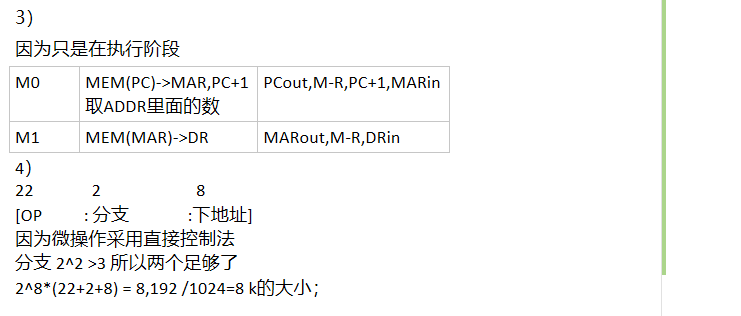 3）
因为只是在执行阶段
M0 MEM(PC)->MAR,PC+1 PCout,M-R,PC+1,MARin
取ADDR里面的数
M1 MEM(MAR)->DR MARout,M-R,DRin
4）
22 2 8
[OP : 分支 :下地址]
因为微操作采用直接控制法
分支 2^2 >3 所以两个足够了
2^8*(22+2+8) = 8,192 /1024=8 k的大小；